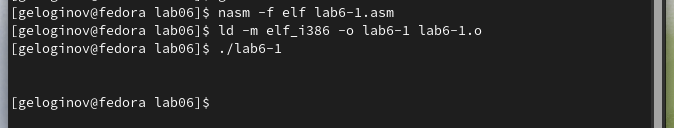 [geloginov@fedora lab06]$ nasm -f elf lab6-1.asm
[geloginov@fedora lab06]$ ld -m elf_i386 -o lab6-1 lab6-1.o
[geloginov@fedora lab06]$ ./lab6-1
[geloginov@fedora lab06]$